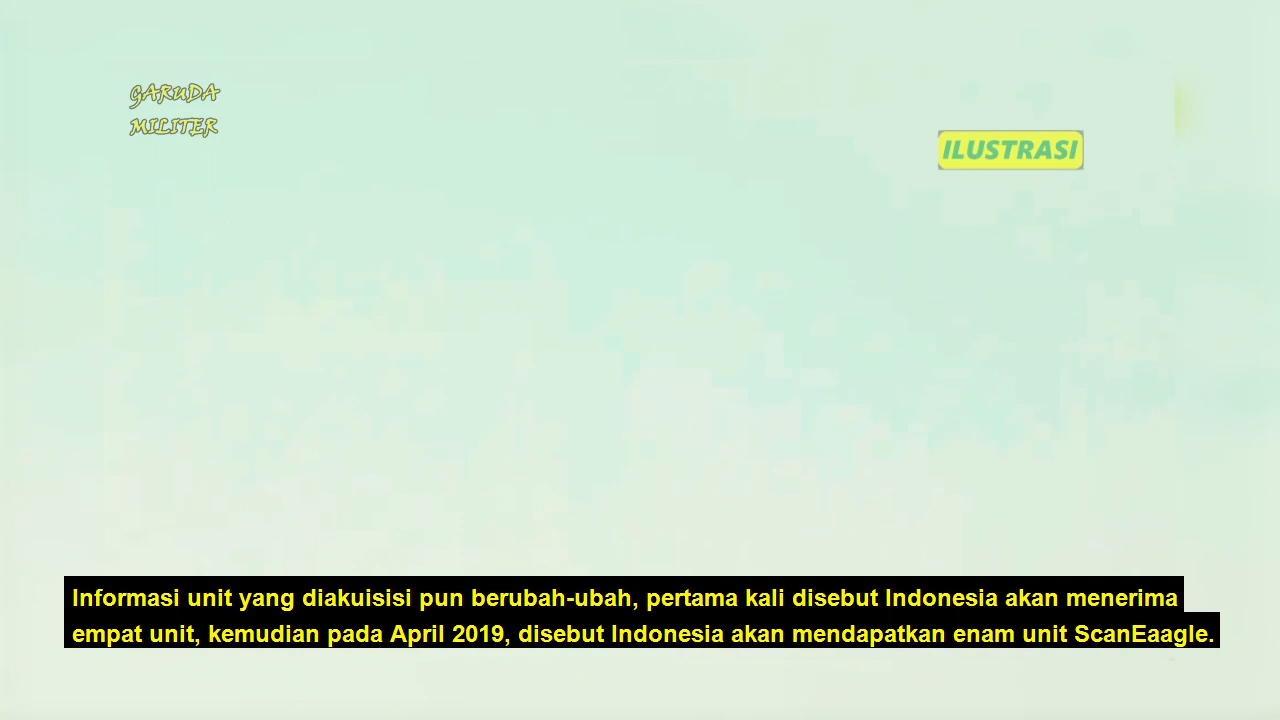 GARUDA
MILITER
ILUSTRASI
Informasi unit yang diakuisisi pun berubah-ubah, pertama kali disebut Indonesia akan menerima
empat unit, kemudian pada April 2019, disebut Indonesia akan mendapatkan enam unit ScanEaagle.